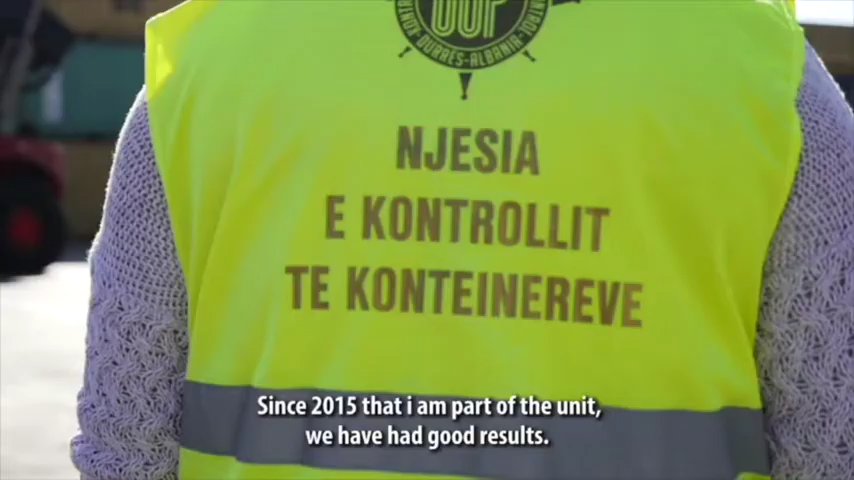 DURRËS-ALBANIA
NJESIA
E KONTROLLIT
TE KONTEINEREVE
Since 2015 that i am part of the unit,
we have had good results.